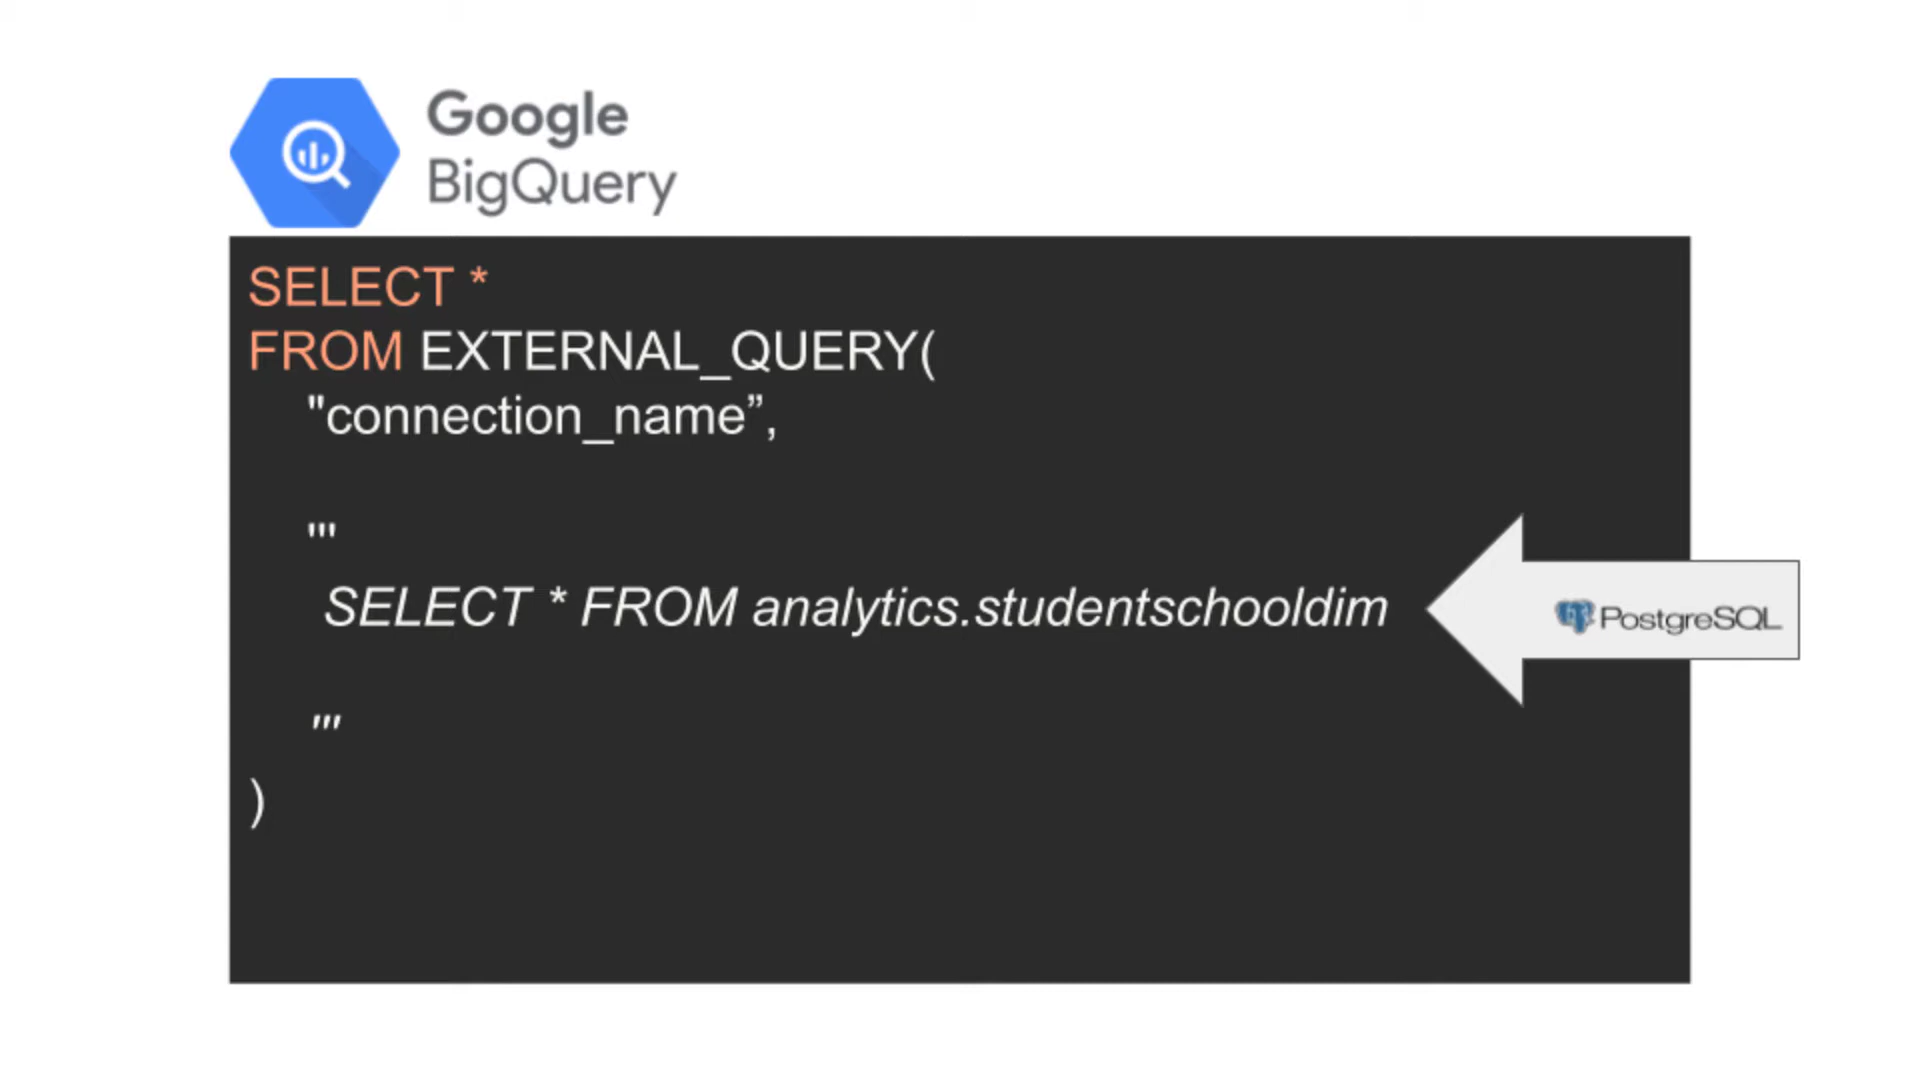 Google
BigQuery
SELECT *
FROM EXTERNAL_QUERY(
"connection_name”,
'''
SELECT * FROM analytics.studentschooldim
PostgreSQL
'''
)